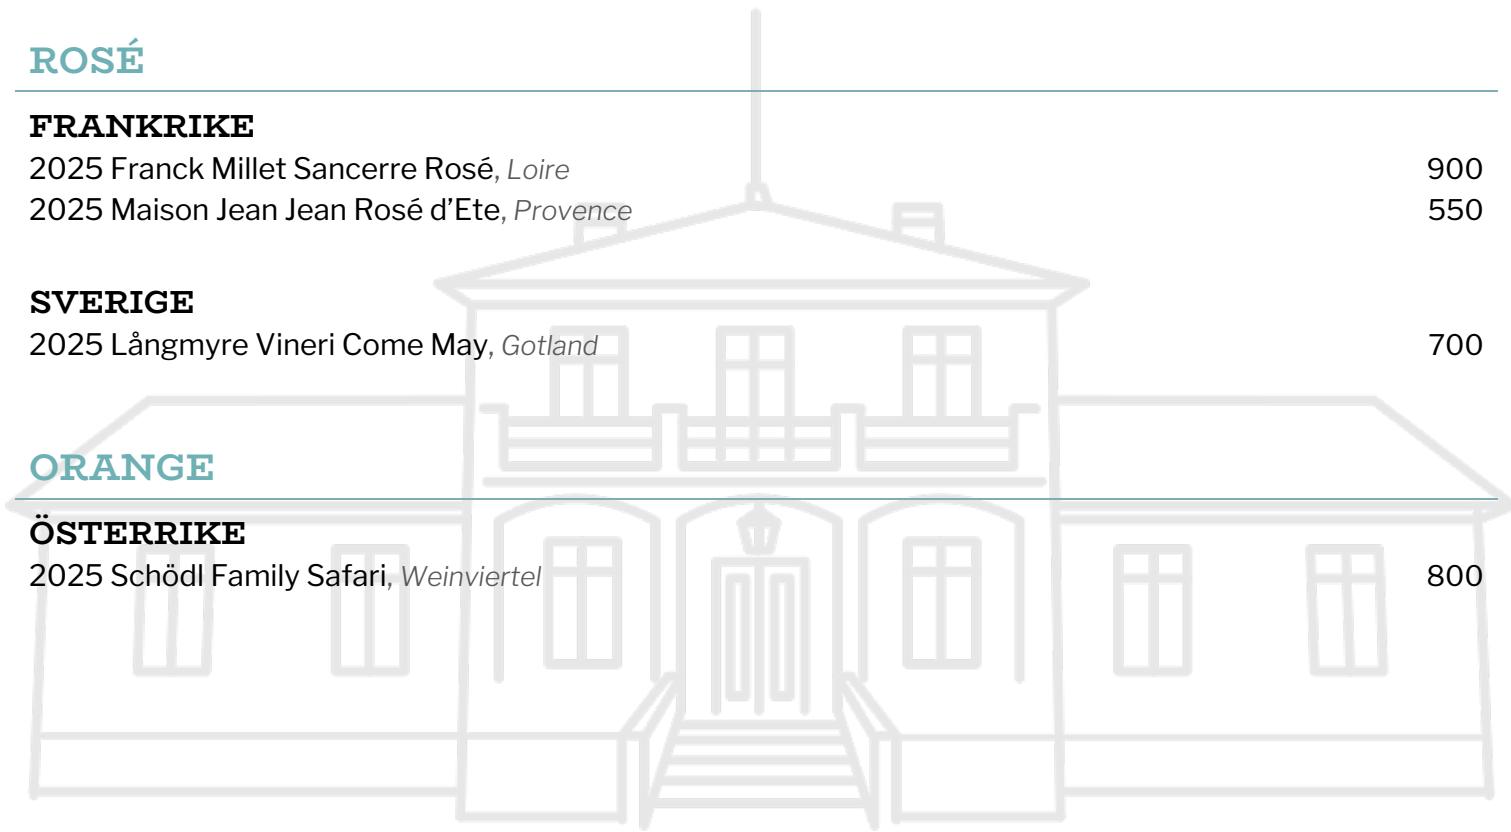 ROSÉ
FRANKRIKE
2025 Franck Millet Sancerre Rosé, Loire 900
2025 Maison Jean Jean Rosé d’Ete, Provence 550
SVERIGE
2025 Långmyre Vineri Come May, Gotland 700
ORANGE
ÖSTERRIKE
2025 Schödl Family Safari, Weinviertel 800